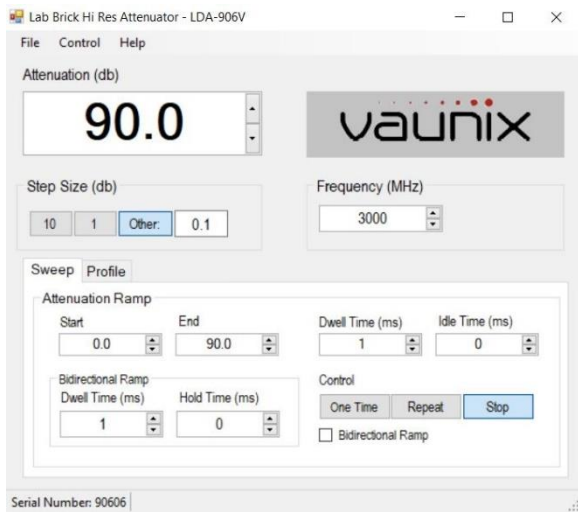 Lab Brick Hi Res Attenuator - LDA-906V
File Control Help
Attenuation (db)
90.0
vaunix
Step Size (db)
10 1 Other: 0.1
Frequency (MHz)
3000
Sweep Profile
Attenuation Ramp
Start End Dwell Time (ms) Idle Time (ms)
0.0 90.0 1 0
Bidirectional Ramp
Dwell Time (ms) Hold Time (ms)
1 0
Control
One Time Repeat Stop
Bidirectional Ramp
Serial Number: 90606